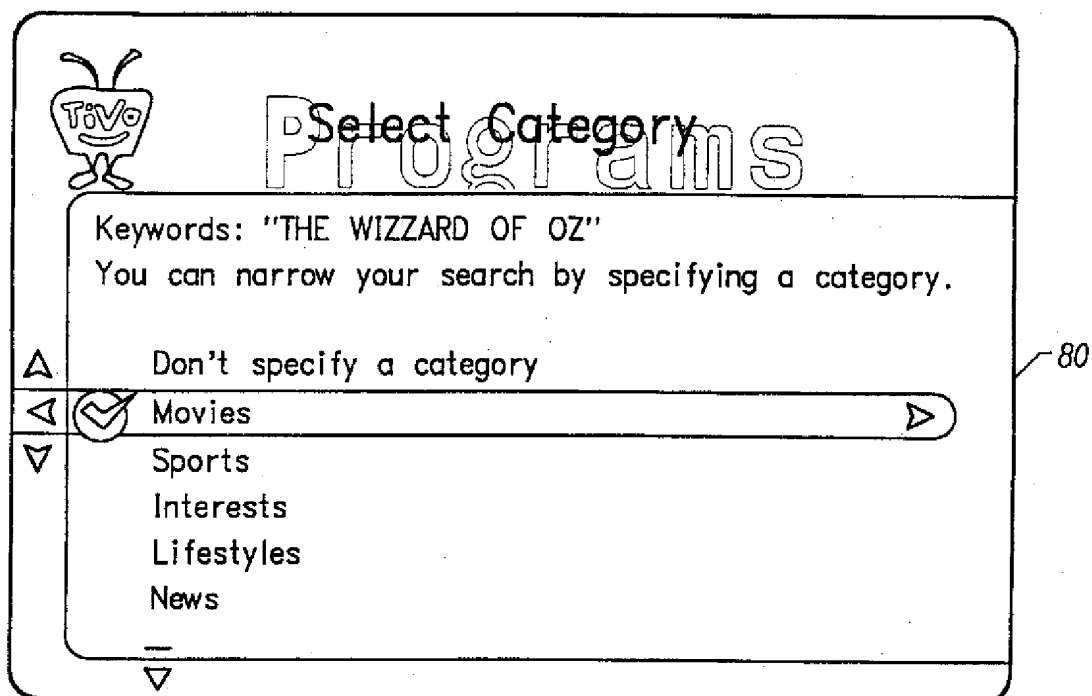 TiVo
Programs
Select Category
Keywords: "THE WIZZARD OF OZ"
You can narrow your search by specifying a category.
Don't specify a category
Movies
Sports
Interests
Lifestyles
News
80